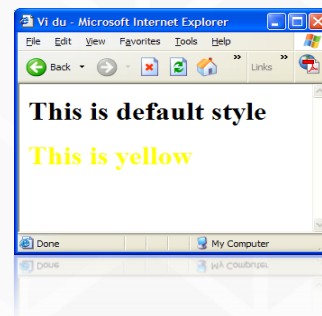 Vi du - Microsoft Internet Explorer
File Edit View Favorites Tools Help
Back Links
This is default style
This is yellow
Done My Computer